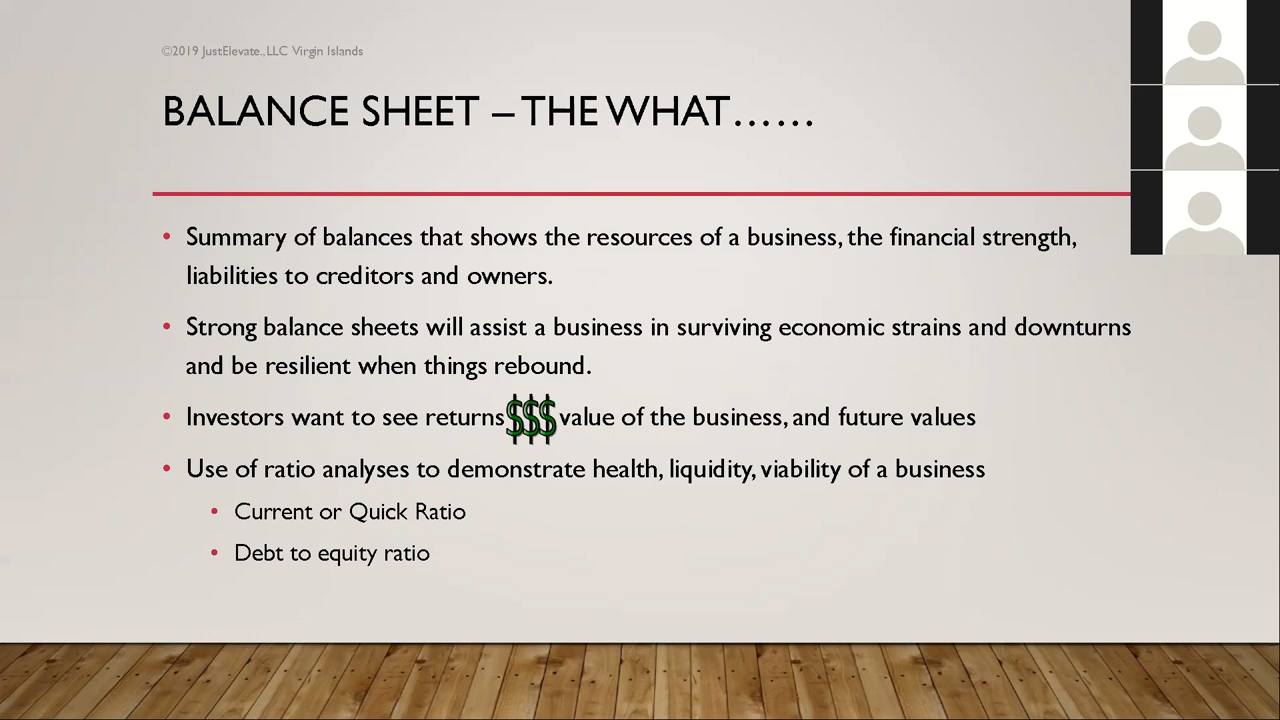 ©2019 JustElevate., LLC Virgin Islands
BALANCE SHEET – THE WHAT……
• Summary of balances that shows the resources of a business, the financial strength,
liabilities to creditors and owners.
• Strong balance sheets will assist a business in surviving economic strains and downturns
and be resilient when things rebound.
• Investors want to see returns$$$value of the business, and future values
• Use of ratio analyses to demonstrate health, liquidity, viability of a business
• Current or Quick Ratio
• Debt to equity ratio